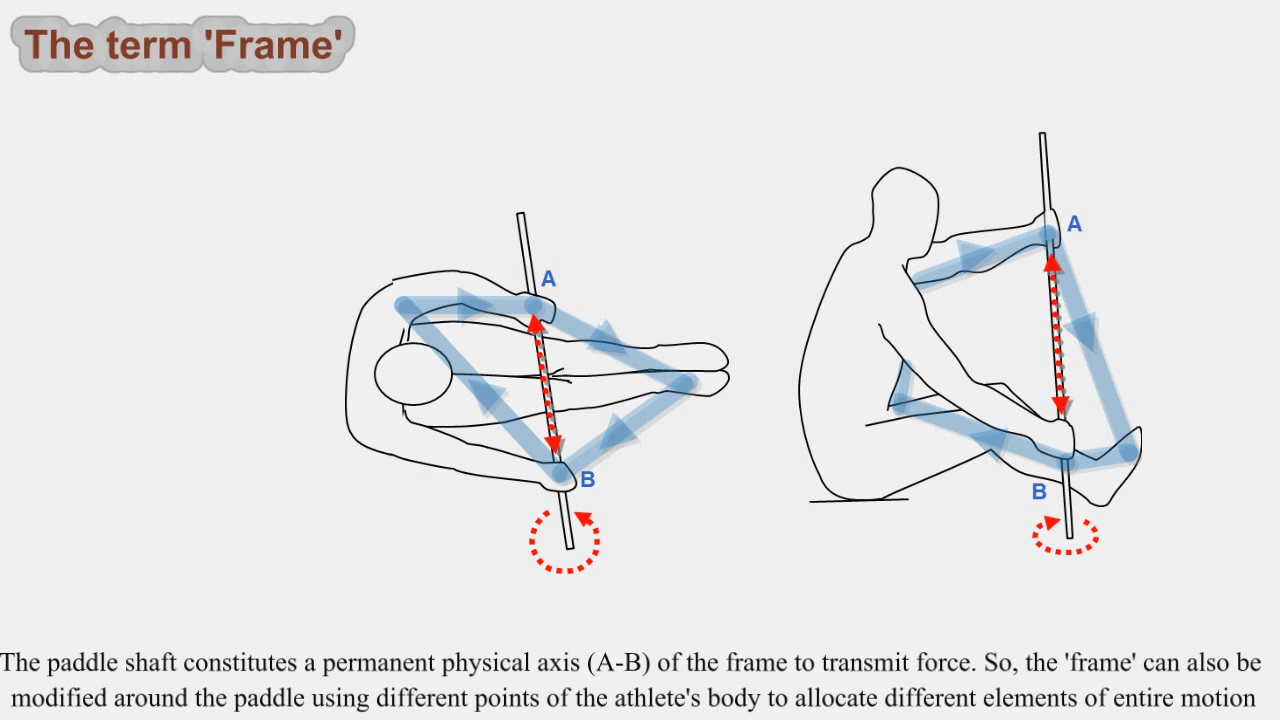 The term 'Frame'
A
A
B
B
The paddle shaft constitutes a permanent physical axis (A-B) of the frame to transmit force. So, the 'frame' can also be
modified around the paddle using different points of the athlete's body to allocate different elements of entire motion